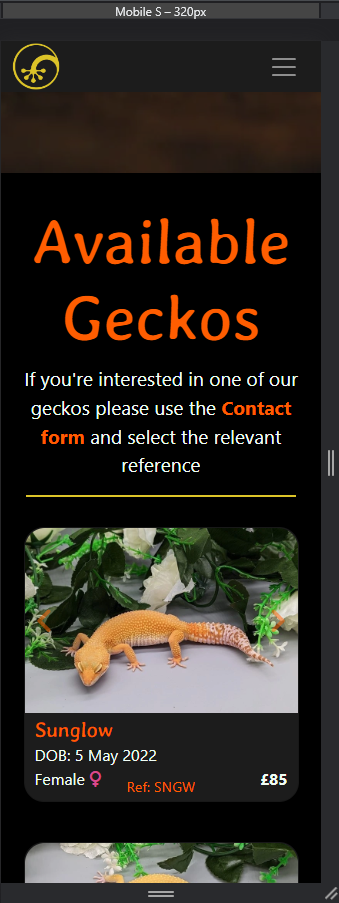 Mobile S – 320px
Available
Geckos
If you're interested in one of our
geckos please use the Contact
form and select the relevant
reference
Sunglow
DOB: 5 May 2022
Female ♀ Ref: SNGW £85